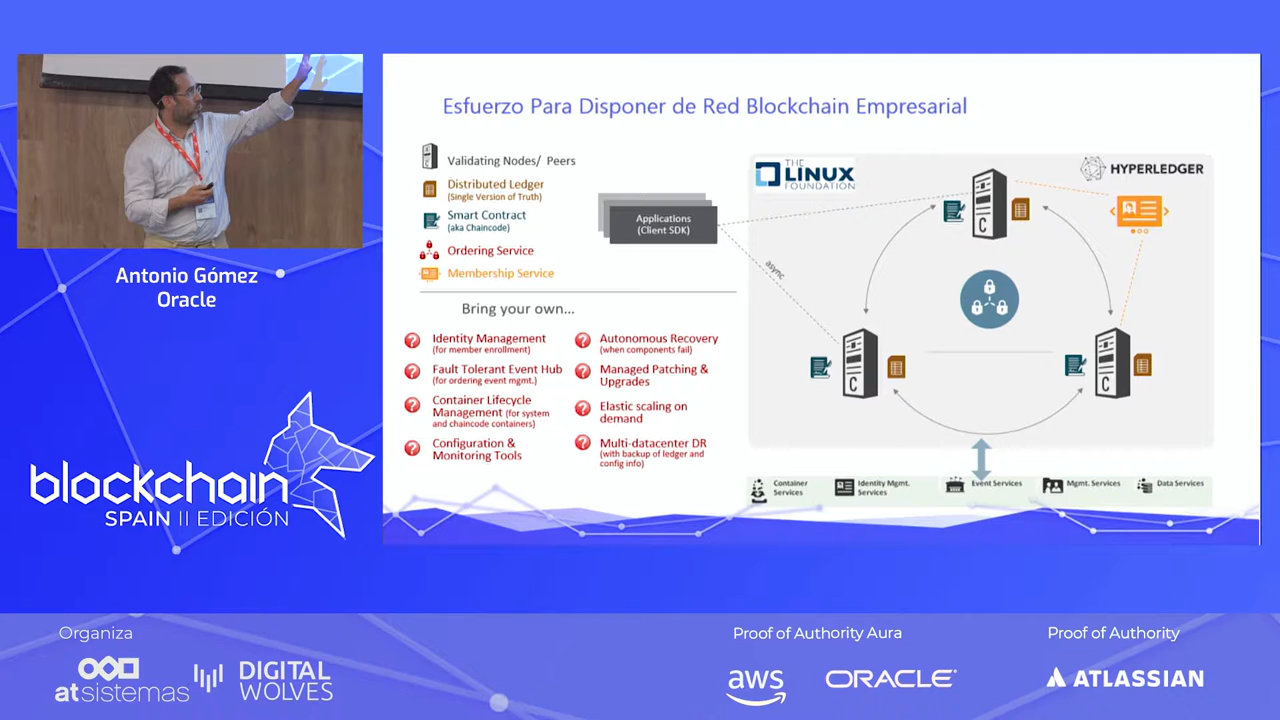 Esfuerzo Para Disponer de Red Blockchain Empresarial
Validating Nodes/ Peers
Distributed Ledger
(Single Version of Truth)
Smart Contract
(aka Chaincode)
Ordering Service
Membership Service
Bring your own...
Identity Management
(for member enrollment)
Fault Tolerant Event Hub
(for ordering event mgmt.)
Container Lifecycle
Management (for system
and chaincode containers)
Configuration &
Monitoring Tools
Autonomous Recovery
(when components fail)
Managed Patching &
Upgrades
Elastic scaling on
demand
Multi-datacenter DR
(with backup of ledger and
config info)
Applications
(Client SDK)
async
THE
LINUX
FOUNDATION
HYPERLEDGER
C
C
C
C
Container
Services
Identity Mgmt.
Services
Event Services
Mgmt. Services
Data Services
Antonio Gómez
Oracle
blockchain
SPAIN II EDICIÓN
Organiza
atsistemas
DIGITAL
WOLVES
Proof of Authority Aura
aws
ORACLE
Proof of Authority
ATLASSIAN